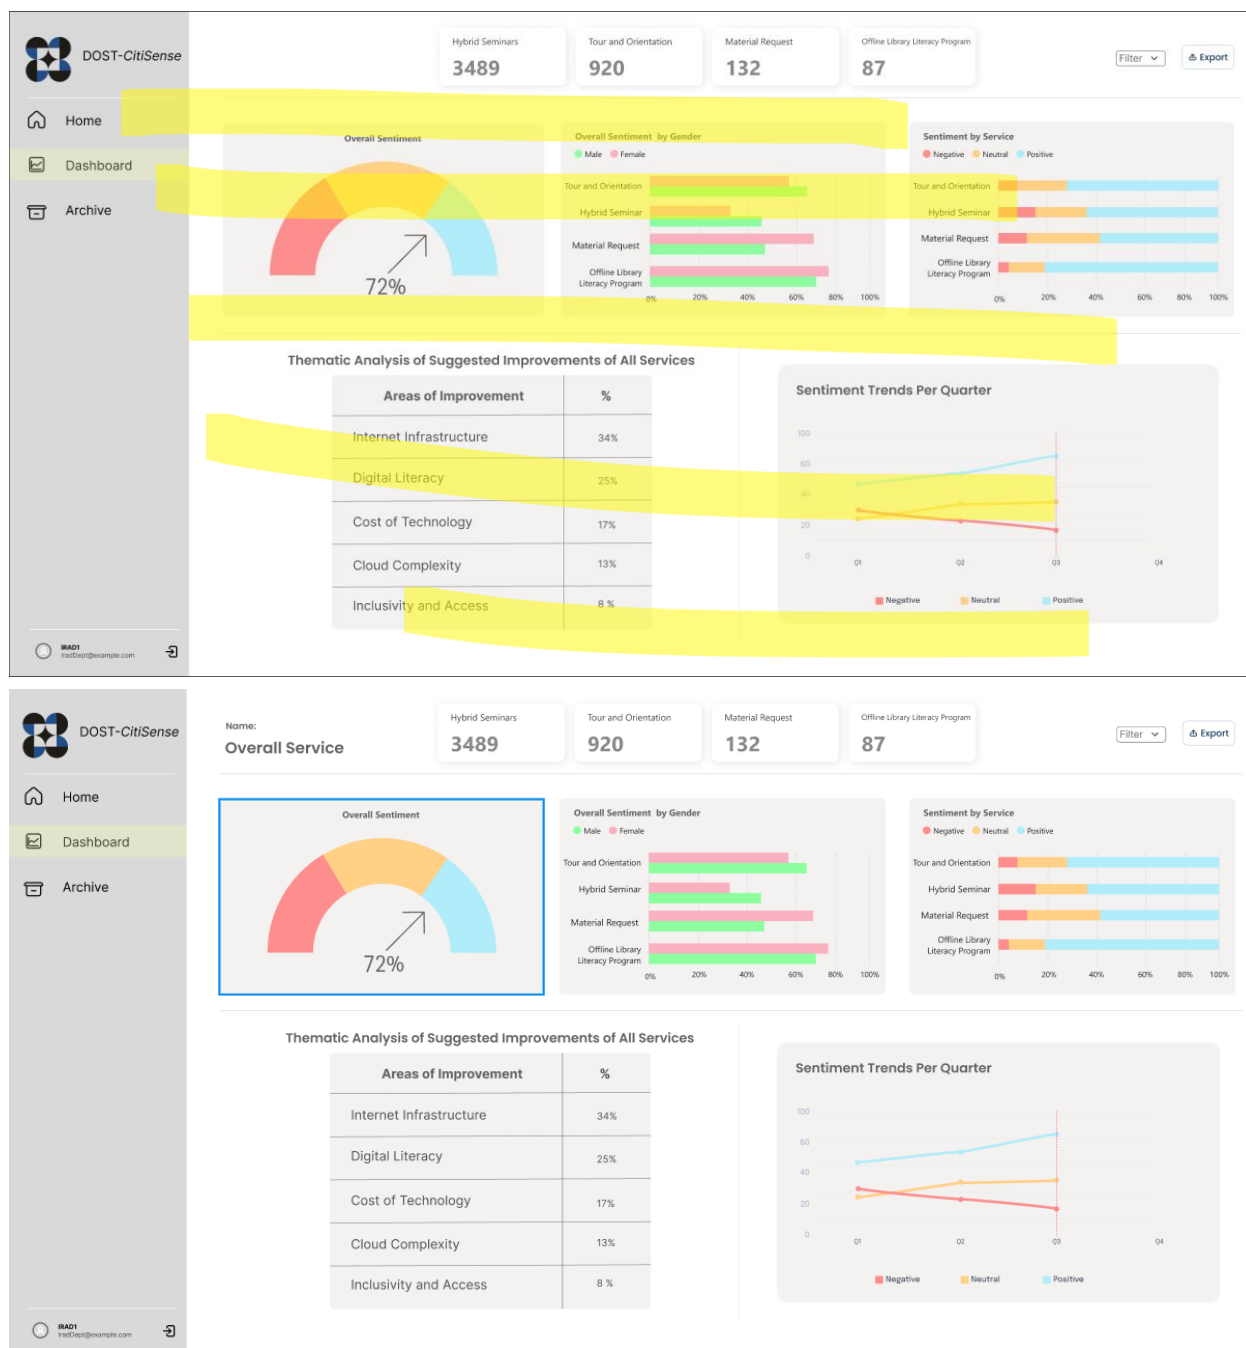 DOST-CitiSense
Home
Dashboard
Archive
IRAD1
IradDept@example.com
Hybrid Seminars
3489
Tour and Orientation
920
Material Request
132
Offline Library Literacy Program
87
Filter
Export
Overall Sentiment
72%
Overall Sentiment by Gender
Male Female
Tour and Orientation
Hybrid Seminar
Material Request
Offline Library
Literacy Program
0% 20% 40% 60% 80% 100%
Sentiment by Service
Negative Neutral Positive
Tour and Orientation
Hybrid Seminar
Material Request
Offline Library
Literacy Program
0% 20% 40% 60% 80% 100%
Thematic Analysis of Suggested Improvements of All Services
Areas of Improvement %
Internet Infrastructure 34%
Digital Literacy 25%
Cost of Technology 17%
Cloud Complexity 13%
Inclusivity and Access 8 %
Sentiment Trends Per Quarter
100
60
40
20
0
Q1 Q2 Q3 Q4
Negative Neutral Positive
DOST-CitiSense
Home
Dashboard
Archive
IRAD1
IradDept@example.com
Name:
Overall Service
Hybrid Seminars
3489
Tour and Orientation
920
Material Request
132
Offline Library Literacy Program
87
Filter
Export
Overall Sentiment
72%
Overall Sentiment by Gender
Male Female
Tour and Orientation
Hybrid Seminar
Material Request
Offline Library
Literacy Program
0% 20% 40% 60% 80% 100%
Sentiment by Service
Negative Neutral Positive
Tour and Orientation
Hybrid Seminar
Material Request
Offline Library
Literacy Program
0% 20% 40% 60% 80% 100%
Thematic Analysis of Suggested Improvements of All Services
Areas of Improvement %
Internet Infrastructure 34%
Digital Literacy 25%
Cost of Technology 17%
Cloud Complexity 13%
Inclusivity and Access 8 %
Sentiment Trends Per Quarter
100
60
40
20
0
Q1 Q2 Q3 Q4
Negative Neutral Positive